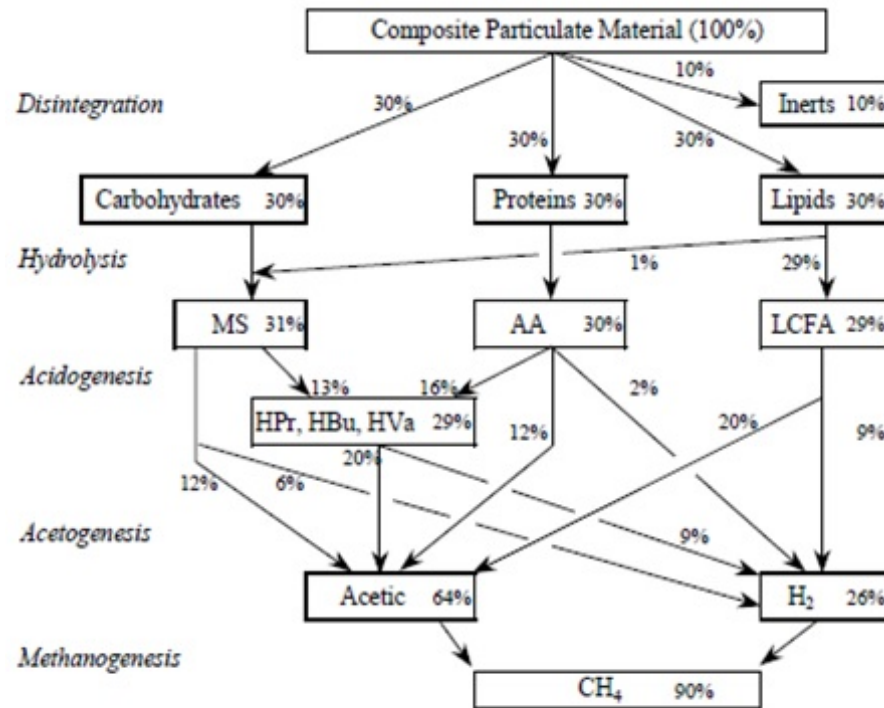 Composite Particulate Material (100%)
10%
Disintegration
30%
Inerts 10%
30%
30%
Carbohydrates 30%
Proteins 30%
Lipids 30%
Hydrolysis
1%
29%
MS 31%
AA 30%
LCFA 29%
Acidogenesis
13%
16%
2%
HPr, HBu, HVa 29%
12%
20%
9%
20%
12%
6%
Acetogenesis
9%
Acetic 64%
H₂ 26%
Methanogenesis
CH₄ 90%